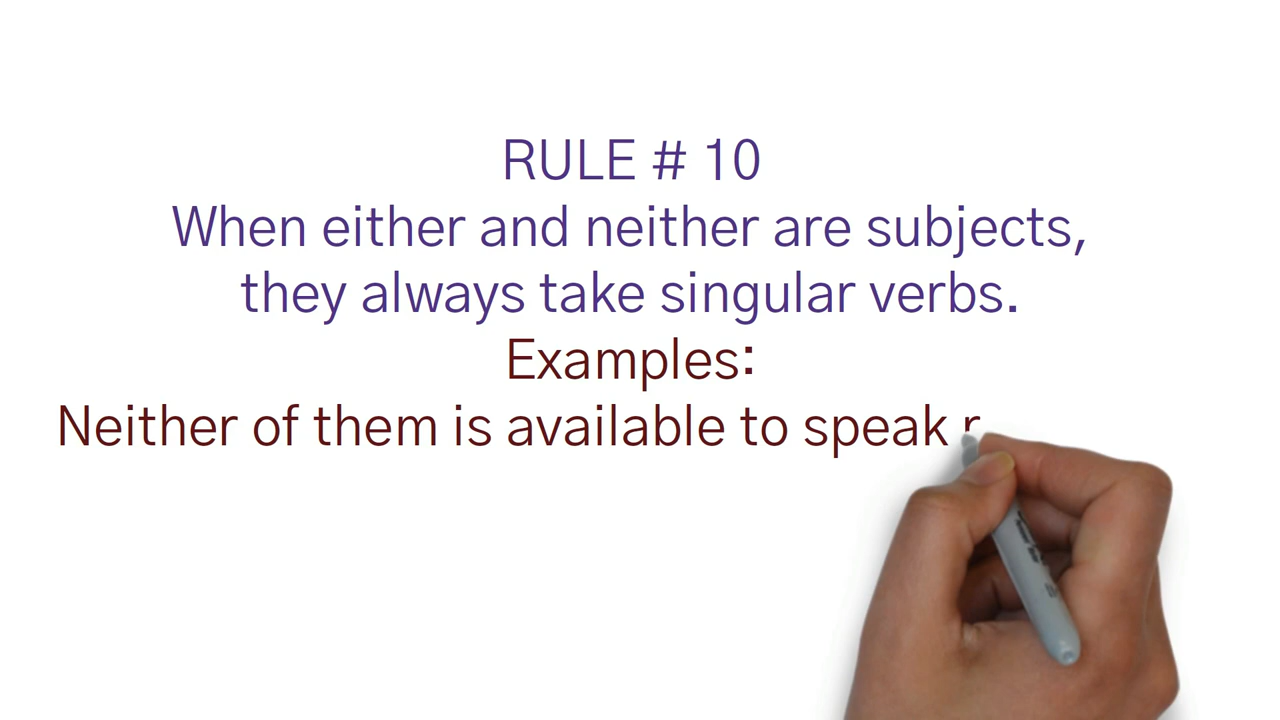 RULE # 10
When either and neither are subjects,
they always take singular verbs.
Examples:
Neither of them is available to speak